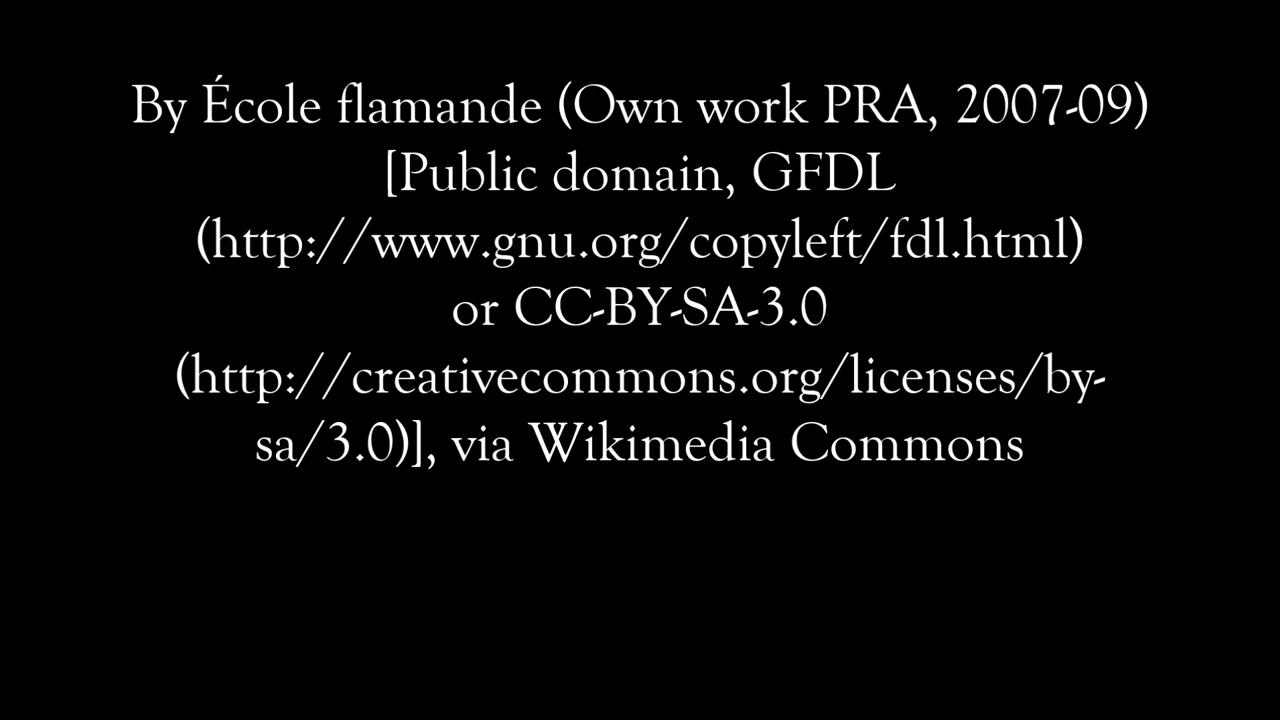 By École flamande (Own work PRA, 2007-09)
[Public domain, GFDL
(http://www.gnu.org/copyleft/fdl.html)
or CC-BY-SA-3.0
(http://creativecommons.org/licenses/by-
sa/3.0)], via Wikimedia Commons